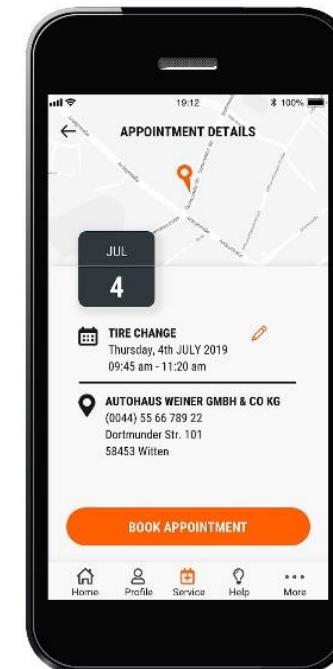 19:12
100%
APPOINTMENT DETAILS
JUL
4
TIRE CHANGE
Thursday, 4th JULY 2019
09:45 am - 11:20 am
AUTOHAUS WEINER GMBH & CO KG
(0044) 55 66 789 22
Dortmunder Str. 101
58453 Witten
BOOK APPOINTMENT
Home Profile Service Help More